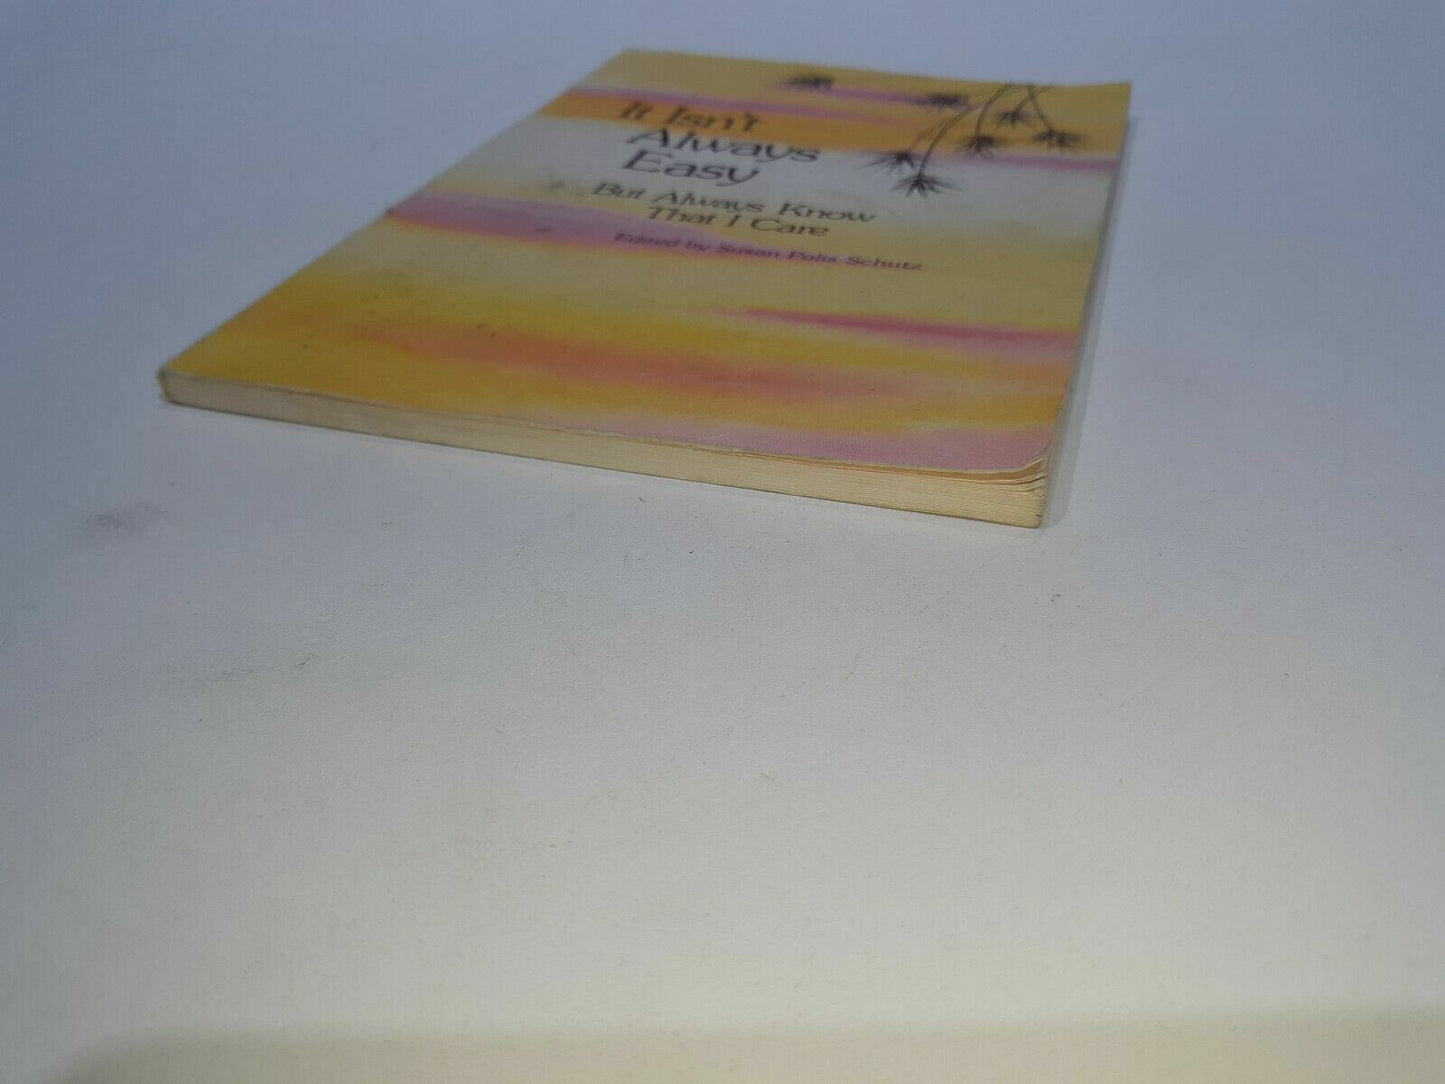 It Isn't
Always
Easy
But Always Know
That I Care
Edited by Susan Polis Schutz